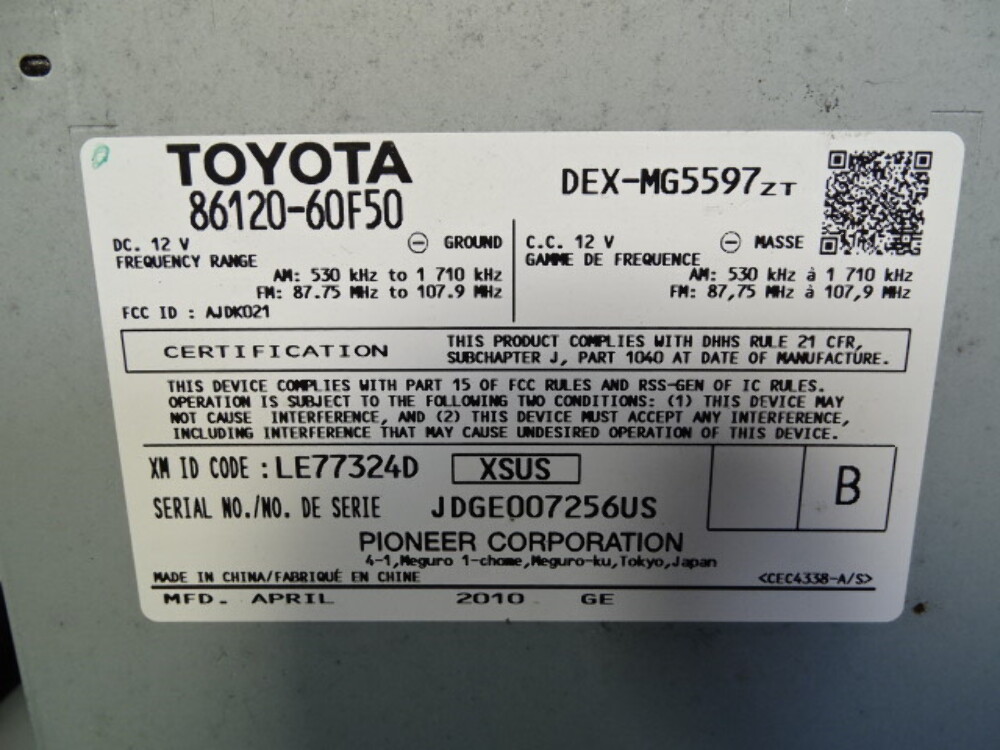 TOYOTA
86120-60F50
DEX-MG5597ZT
DC. 12 V ⊖ GROUND
FREQUENCY RANGE
AM: 530 kHz to 1 710 kHz
FM: 87.75 MHz to 107.9 MHz
FCC ID : AJDK021
C.C. 12 V ⊖ MASSE
GAMME DE FREQUENCE
AM: 530 kHz à 1 710 kHz
FM: 87,75 MHz à 107,9 MHz
CERTIFICATION
THIS PRODUCT COMPLIES WITH DHHS RULE 21 CFR,
SUBCHAPTER J, PART 1040 AT DATE OF MANUFACTURE.
THIS DEVICE COMPLIES WITH PART 15 OF FCC RULES AND RSS-GEN OF IC RULES.
OPERATION IS SUBJECT TO THE FOLLOWING TWO CONDITIONS: (1) THIS DEVICE MAY
NOT CAUSE INTERFERENCE, AND (2) THIS DEVICE MUST ACCEPT ANY INTERFERENCE,
INCLUDING INTERFERENCE THAT MAY CAUSE UNDESIRED OPERATION OF THIS DEVICE.
XM ID CODE : LE77324D XSUS
SERIAL NO./NO. DE SERIE JDGE007256US
B
PIONEER CORPORATION
4-1,Meguro 1-chome,Meguro-ku,Tokyo,Japan
MADE IN CHINA/FABRIQUÉ EN CHINE <CEC4338-A/S>
MFD. APRIL 2010 GE